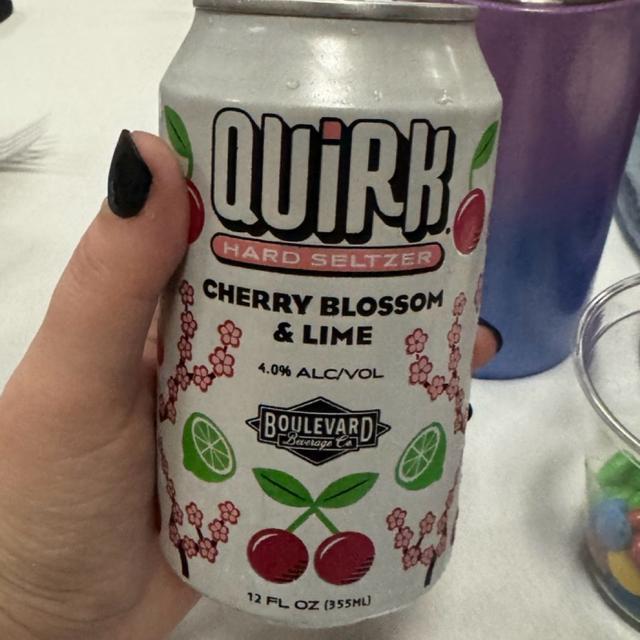 QUiRK
HARD SELTZER
CHERRY BLOSSOM
& LIME
4.0% ALC/VOL
BOULEVARD
Beverage Co
12 FL OZ (355ML)